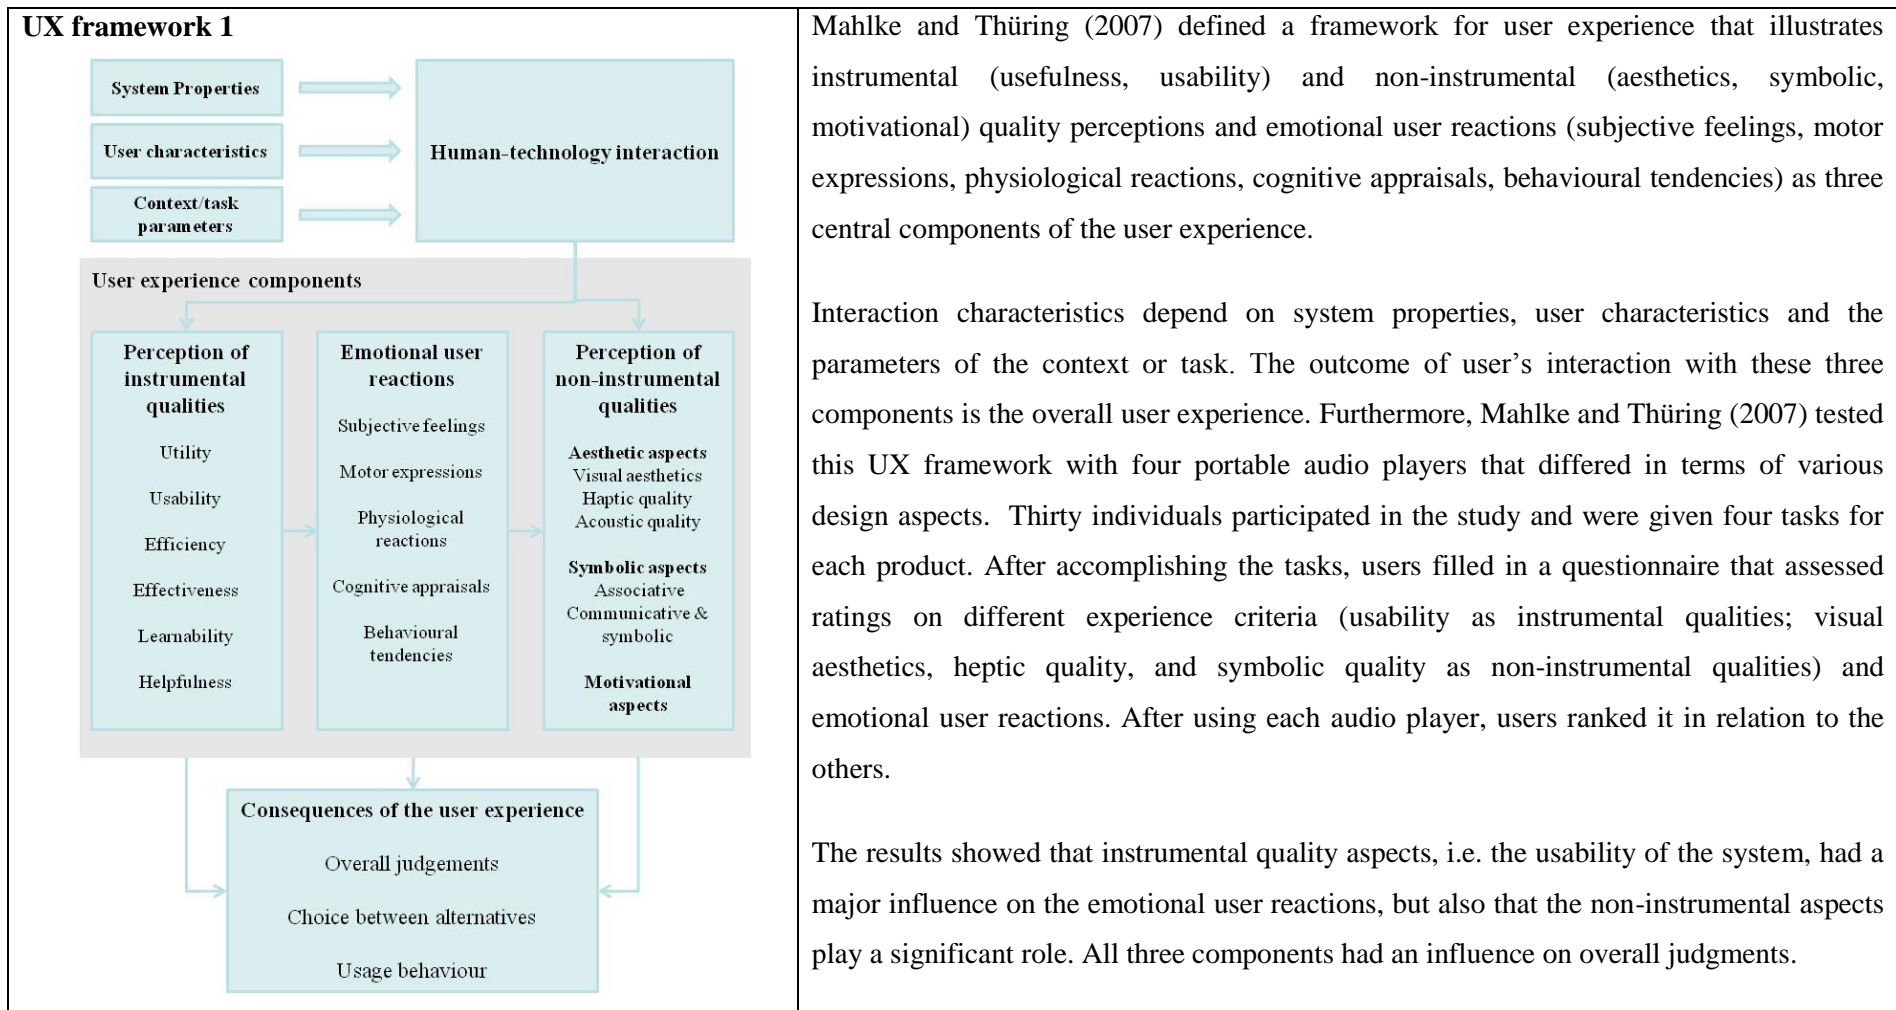 UX framework 1
System Properties
User characteristics
Context/task
parameters
Human-technology interaction
User experience components
Perception of
instrumental
qualities
Utility
Usability
Efficiency
Effectiveness
Learnability
Helpfulness
Emotional user
reactions
Subjective feelings
Motor expressions
Physiological
reactions
Cognitive appraisals
Behavioural
tendencies
Perception of
non-instrumental
qualities
Aesthetic aspects
Visual aesthetics
Haptic quality
Acoustic quality
Symbolic aspects
Associative
Communicative &
symbolic
Motivational
aspects
Consequences of the user experience
Overall judgements
Choice between alternatives
Usage behaviour
Mahlke and Thüring (2007) defined a framework for user experience that illustrates
instrumental (usefulness, usability) and non-instrumental (aesthetics, symbolic,
motivational) quality perceptions and emotional user reactions (subjective feelings, motor
expressions, physiological reactions, cognitive appraisals, behavioural tendencies) as three
central components of the user experience.
Interaction characteristics depend on system properties, user characteristics and the
parameters of the context or task. The outcome of user’s interaction with these three
components is the overall user experience. Furthermore, Mahlke and Thüring (2007) tested
this UX framework with four portable audio players that differed in terms of various
design aspects. Thirty individuals participated in the study and were given four tasks for
each product. After accomplishing the tasks, users filled in a questionnaire that assessed
ratings on different experience criteria (usability as instrumental qualities; visual
aesthetics, heptic quality, and symbolic quality as non-instrumental qualities) and
emotional user reactions. After using each audio player, users ranked it in relation to the
others.
The results showed that instrumental quality aspects, i.e. the usability of the system, had a
major influence on the emotional user reactions, but also that the non-instrumental aspects
play a significant role. All three components had an influence on overall judgments.